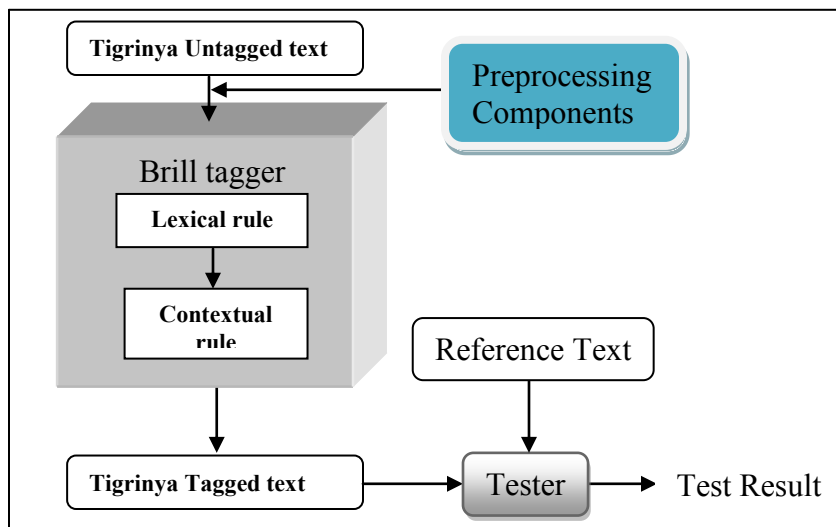 Tigrinya Untagged text
Preprocessing
Components
Brill tagger
Lexical rule
Contextual
rule
Reference Text
Tigrinya Tagged text
Tester
Test Result